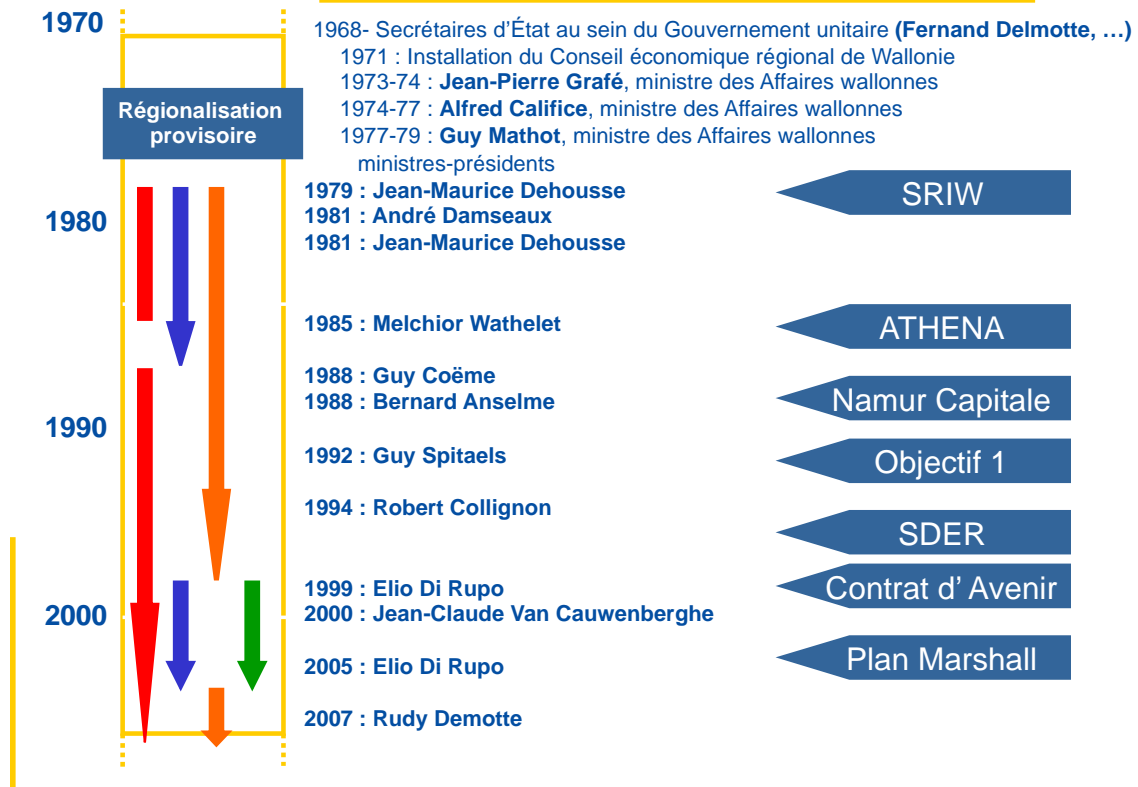 1970
1968- Secrétaires d’État au sein du Gouvernement unitaire (Fernand Delmotte, …)
1971 : Installation du Conseil économique régional de Wallonie
1973-74 : Jean-Pierre Grafé, ministre des Affaires wallonnes
1974-77 : Alfred Califice, ministre des Affaires wallonnes
1977-79 : Guy Mathot, ministre des Affaires wallonnes
Régionalisation
provisoire
ministres-présidents
1979 : Jean-Maurice Dehousse
SRIW
1980
1981 : André Damseaux
1981 : Jean-Maurice Dehousse
1985 : Melchior Wathelet
ATHENA
1988 : Guy Coëme
1988 : Bernard Anselme
Namur Capitale
1990
1992 : Guy Spitaels
Objectif 1
1994 : Robert Collignon
SDER
1999 : Elio Di Rupo
Contrat d’ Avenir
2000
2000 : Jean-Claude Van Cauwenberghe
2005 : Elio Di Rupo
Plan Marshall
2007 : Rudy Demotte